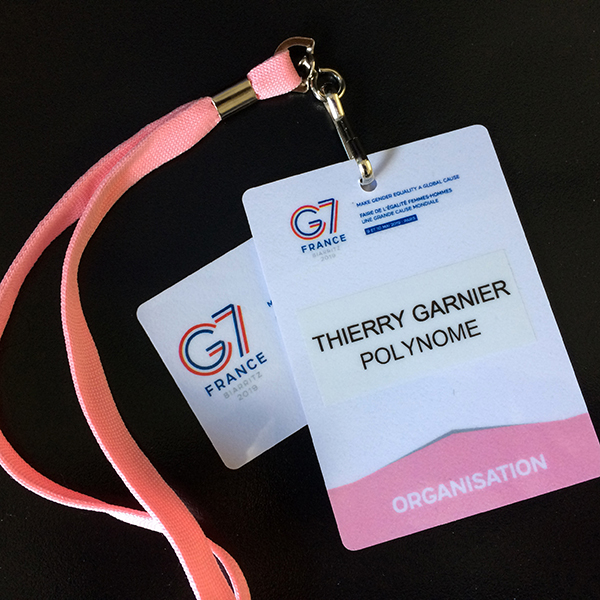 G7
FRANCE
BIARRITZ
2019
MAKE GENDER EQUALITY A GLOBAL CAUSE
FAIRE DE L'ÉGALITÉ FEMMES-HOMMES
UNE GRANDE CAUSE MONDIALE
THIERRY GARNIER
POLYNOME
ORGANISATION
G7
FRANCE
BIARRITZ
2019